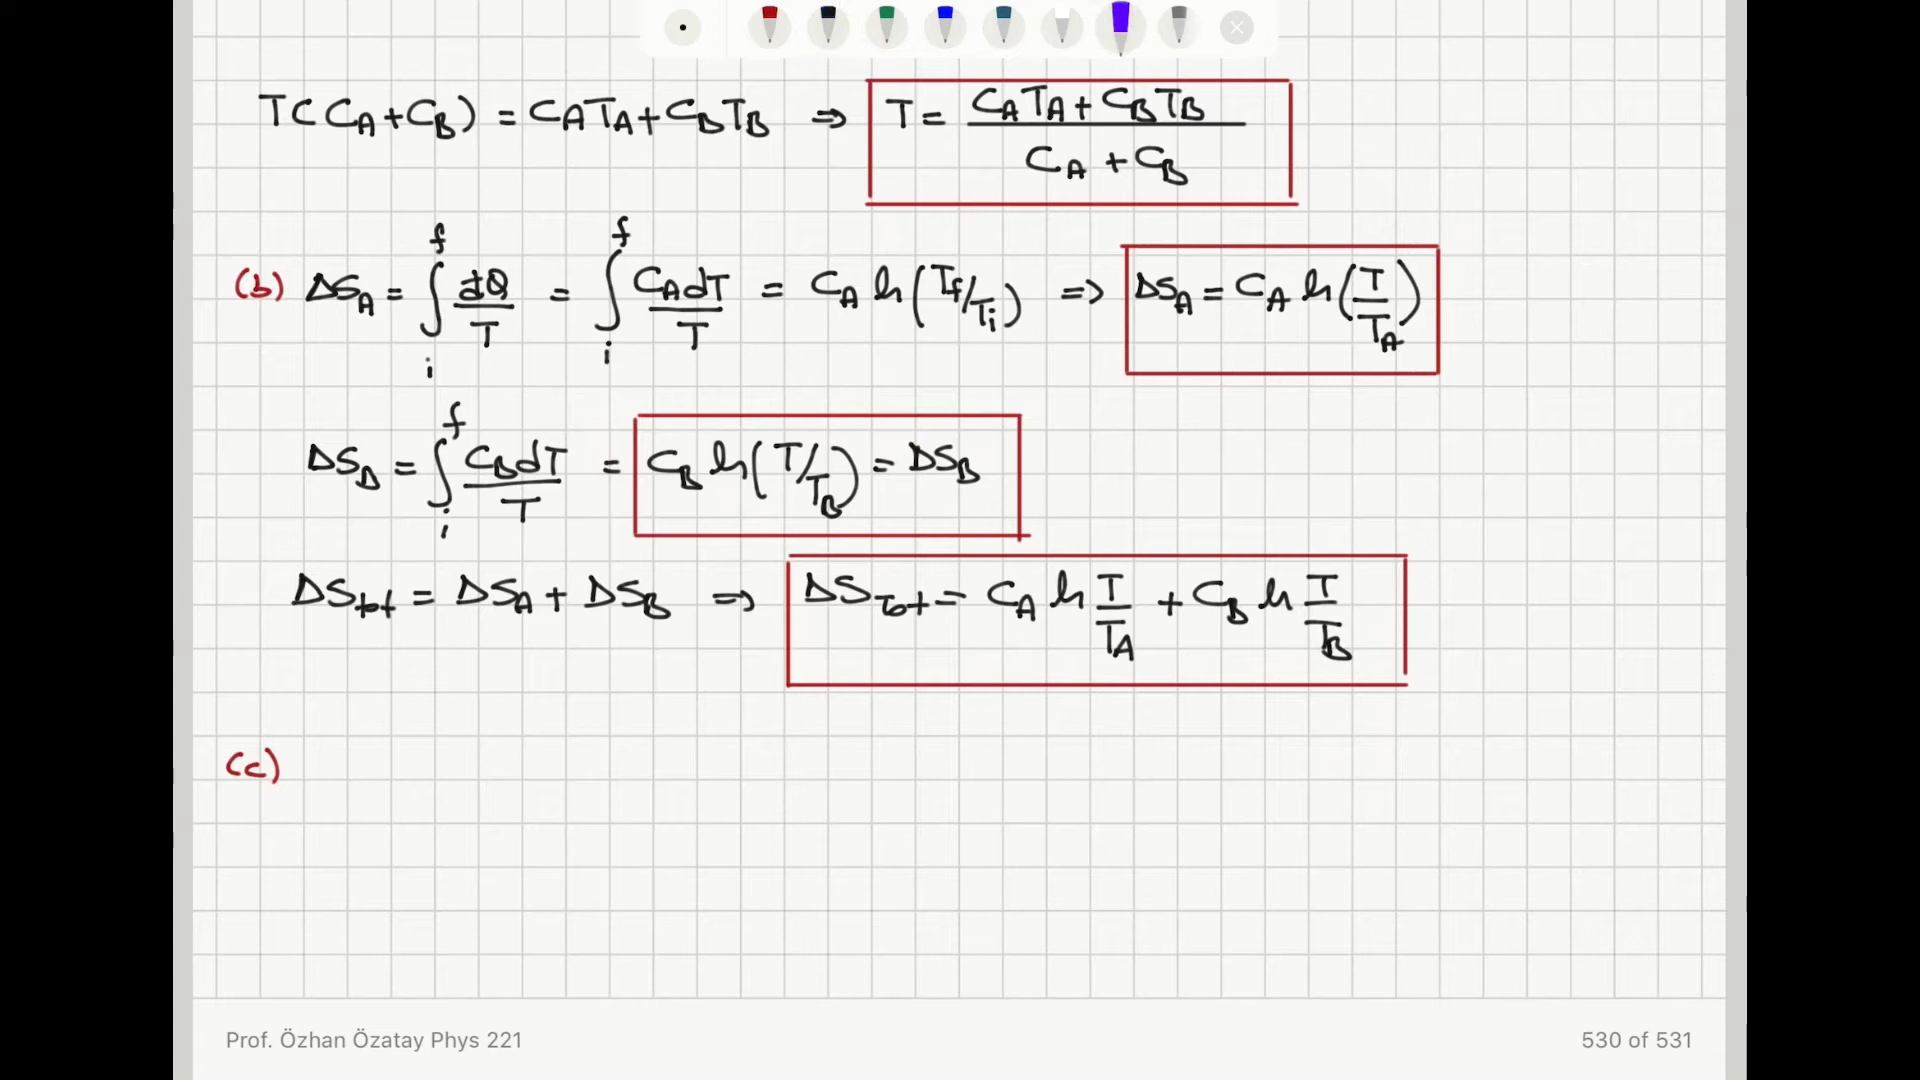 T(C_A+C_B) = C_A T_A + C_B T_B ⇒ T = (C_A T_A + C_B T_B)/(C_A + C_B)
(b) ΔS_A = ∫_i^f đQ/T = ∫_i^f C_A dT/T = C_A ln(T_f/T_i) ⇒ ΔS_A = C_A ln(T/T_A)
ΔS_B = ∫_i^f C_B dT/T = C_B ln(T/T_B) = ΔS_B
ΔS_tot = ΔS_A + ΔS_B ⇒ ΔS_Tot = C_A ln T/T_A + C_B ln T/T_B
(c)
Prof. Özhan Özatay Phys 221
530 of 531